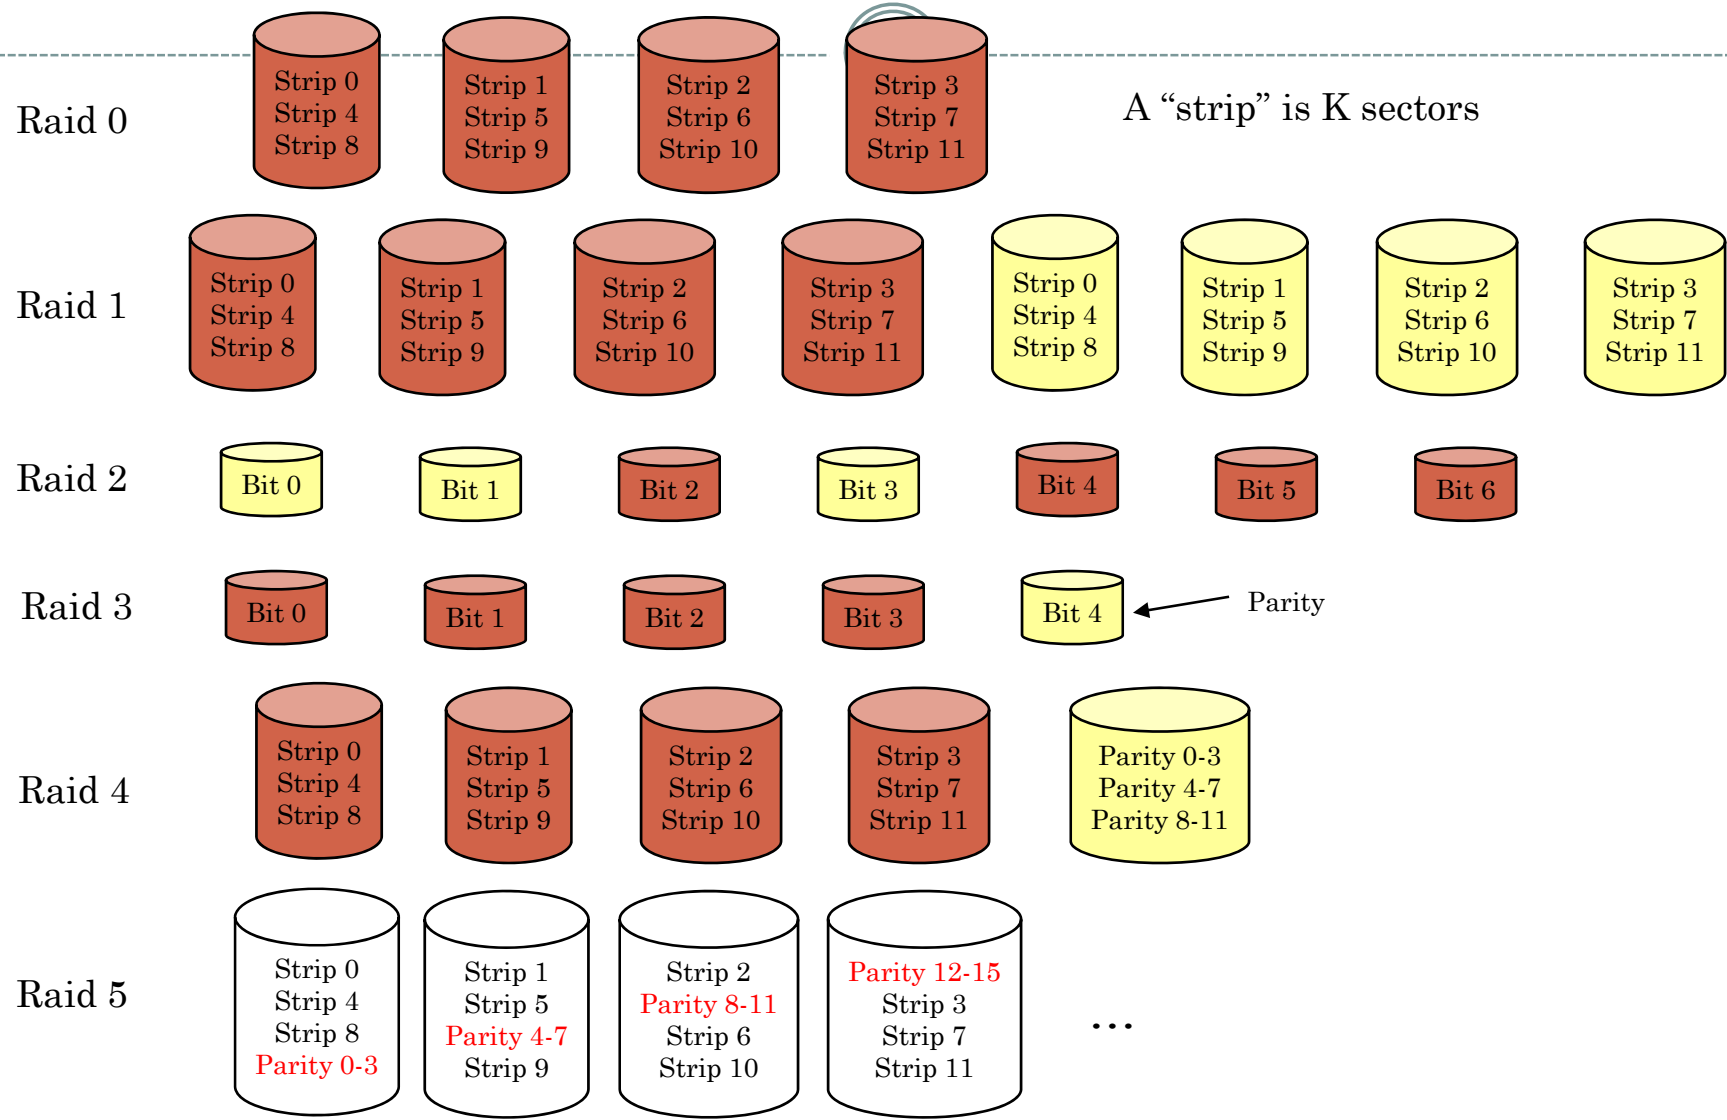 Raid 0
Strip 0
Strip 4
Strip 8
Strip 1
Strip 5
Strip 9
Strip 2
Strip 6
Strip 10
Strip 3
Strip 7
Strip 11
A “strip” is K sectors
Raid 1
Strip 0
Strip 4
Strip 8
Strip 1
Strip 5
Strip 9
Strip 2
Strip 6
Strip 10
Strip 3
Strip 7
Strip 11
Strip 0
Strip 4
Strip 8
Strip 1
Strip 5
Strip 9
Strip 2
Strip 6
Strip 10
Strip 3
Strip 7
Strip 11
Raid 2
Bit 0
Bit 1
Bit 2
Bit 3
Bit 4
Bit 5
Bit 6
Raid 3
Bit 0
Bit 1
Bit 2
Bit 3
Bit 4
Parity
Raid 4
Strip 0
Strip 4
Strip 8
Strip 1
Strip 5
Strip 9
Strip 2
Strip 6
Strip 10
Strip 3
Strip 7
Strip 11
Parity 0-3
Parity 4-7
Parity 8-11
Raid 5
Strip 0
Strip 4
Strip 8
Parity 0-3
Strip 1
Strip 5
Parity 4-7
Strip 9
Strip 2
Parity 8-11
Strip 6
Strip 10
Parity 12-15
Strip 3
Strip 7
Strip 11
...